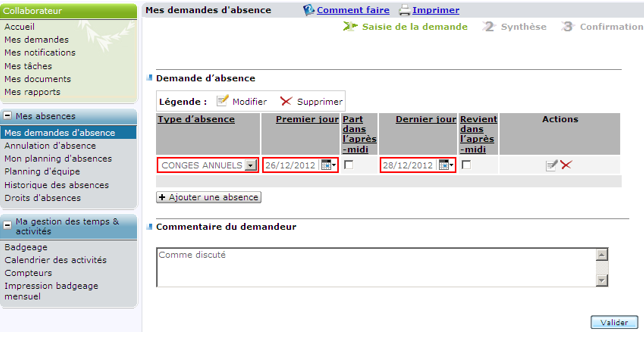 Collaborateur
Accueil
Mes demandes
Mes notifications
Mes tâches
Mes documents
Mes rapports
Mes absences
Mes demandes d'absence
Annulation d'absence
Mon planning d'absences
Planning d'équipe
Historique des absences
Droits d'absences
Ma gestion des temps &
activités
Badgeage
Calendrier des activités
Compteurs
Impression badgeage
mensuel
Mes demandes d'absence Comment faire Imprimer
Saisie de la demande 2 Synthèse 3 Confirmation
Demande d'absence
Légende : Modifier Supprimer
Type d'absence Premier jour Part dans l'après-midi Dernier jour Revient dans l'après-midi Actions
CONGES ANNUELS 26/12/2012 28/12/2012
Ajouter une absence
Commentaire du demandeur
Comme discuté
Valider